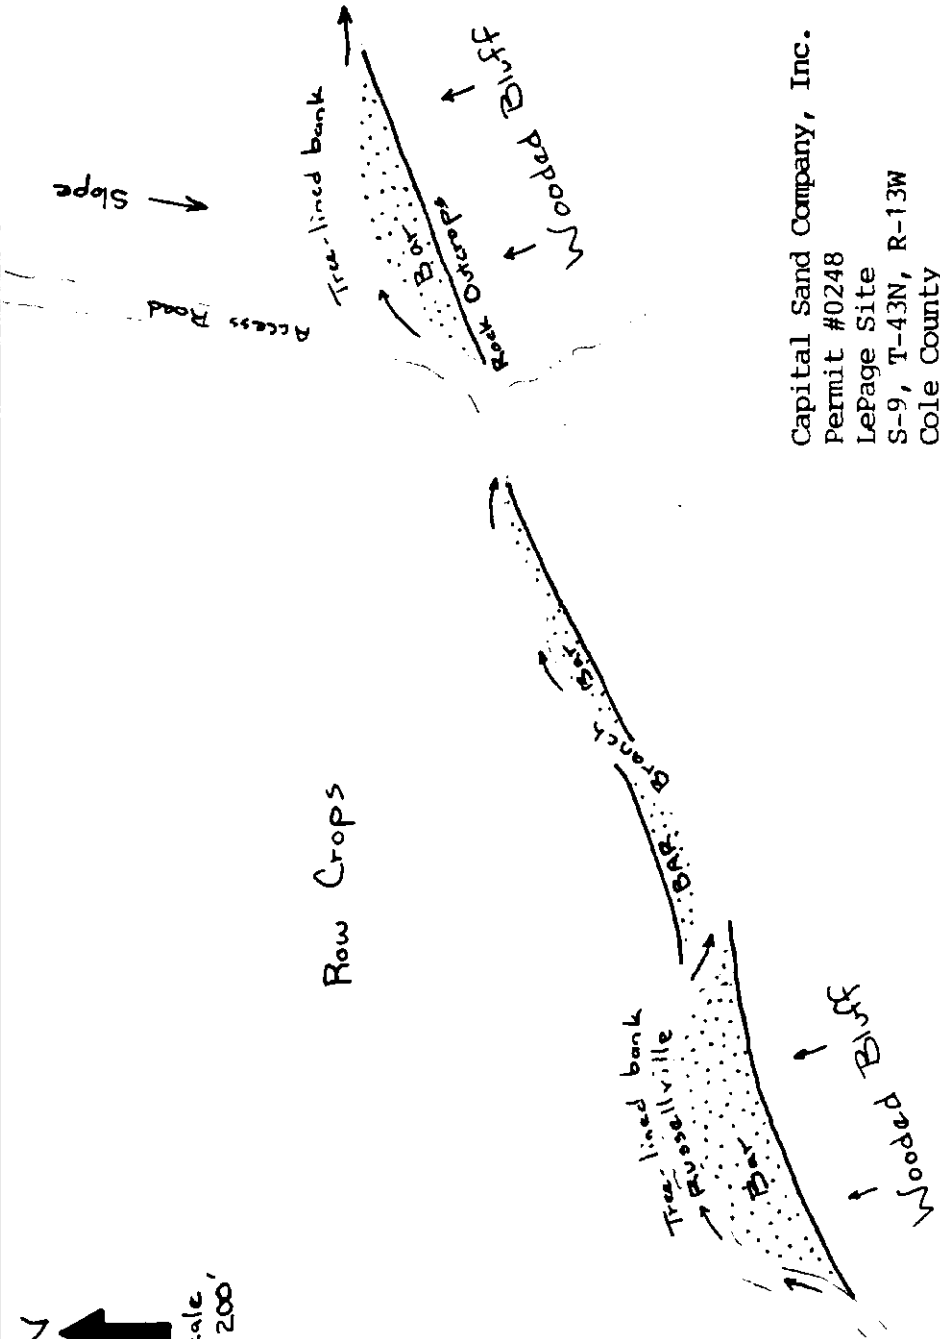 Slope
Access Road
Tree-lined bank
Bar
Rock Outcrops
Wooded Bluff
Bar
Branch
BAR
Row Crops
Tree-lined bank
Russellville
Bar
Wooded Bluff
cale
200'
Capital Sand Company, Inc.
Permit #0248
LePage Site
S-9, T-43N, R-13W
Cole County